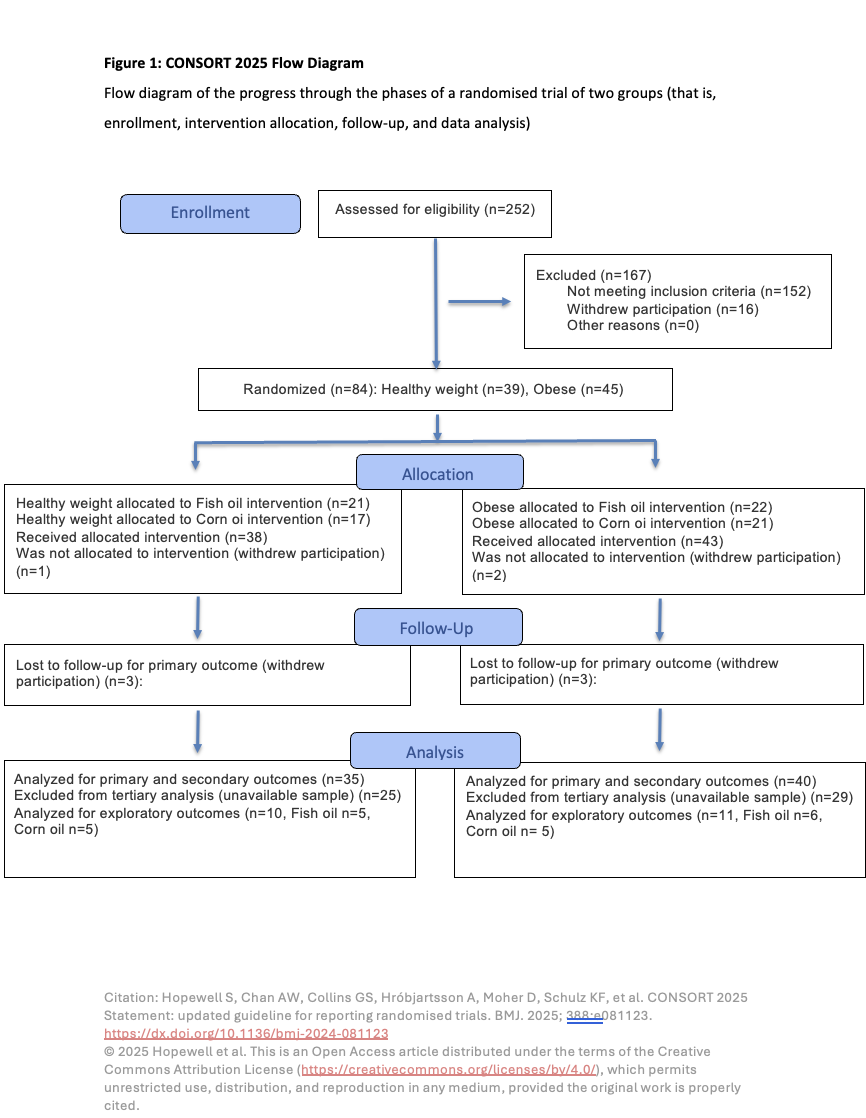 Figure 1: CONSORT 2025 Flow Diagram
Flow diagram of the progress through the phases of a randomised trial of two groups (that is,
enrollment, intervention allocation, follow-up, and data analysis)
Enrollment
Assessed for eligibility (n=252)
Excluded (n=167)
Not meeting inclusion criteria (n=152)
Withdrew participation (n=16)
Other reasons (n=0)
Randomized (n=84): Healthy weight (n=39), Obese (n=45)
Allocation
Healthy weight allocated to Fish oil intervention (n=21)
Healthy weight allocated to Corn oi intervention (n=17)
Received allocated intervention (n=38)
Was not allocated to intervention (withdrew participation)
(n=1)
Obese allocated to Fish oil intervention (n=22)
Obese allocated to Corn oi intervention (n=21)
Received allocated intervention (n=43)
Was not allocated to intervention (withdrew participation)
(n=2)
Follow-Up
Lost to follow-up for primary outcome (withdrew
participation) (n=3):
Lost to follow-up for primary outcome (withdrew
participation) (n=3):
Analysis
Analyzed for primary and secondary outcomes (n=35)
Excluded from tertiary analysis (unavailable sample) (n=25)
Analyzed for exploratory outcomes (n=10, Fish oil n=5,
Corn oil n=5)
Analyzed for primary and secondary outcomes (n=40)
Excluded from tertiary analysis (unavailable sample) (n=29)
Analyzed for exploratory outcomes (n=11, Fish oil n=6,
Corn oil n= 5)
Citation: Hopewell S, Chan AW, Collins GS, Hróbjartsson A, Moher D, Schulz KF, et al. CONSORT 2025
Statement: updated guideline for reporting randomised trials. BMJ. 2025; 388:e081123.
https://dx.doi.org/10.1136/bmj-2024-081123
© 2025 Hopewell et al. This is an Open Access article distributed under the terms of the Creative
Commons Attribution License (https://creativecommons.org/licenses/by/4.0/), which permits
unrestricted use, distribution, and reproduction in any medium, provided the original work is properly
cited.